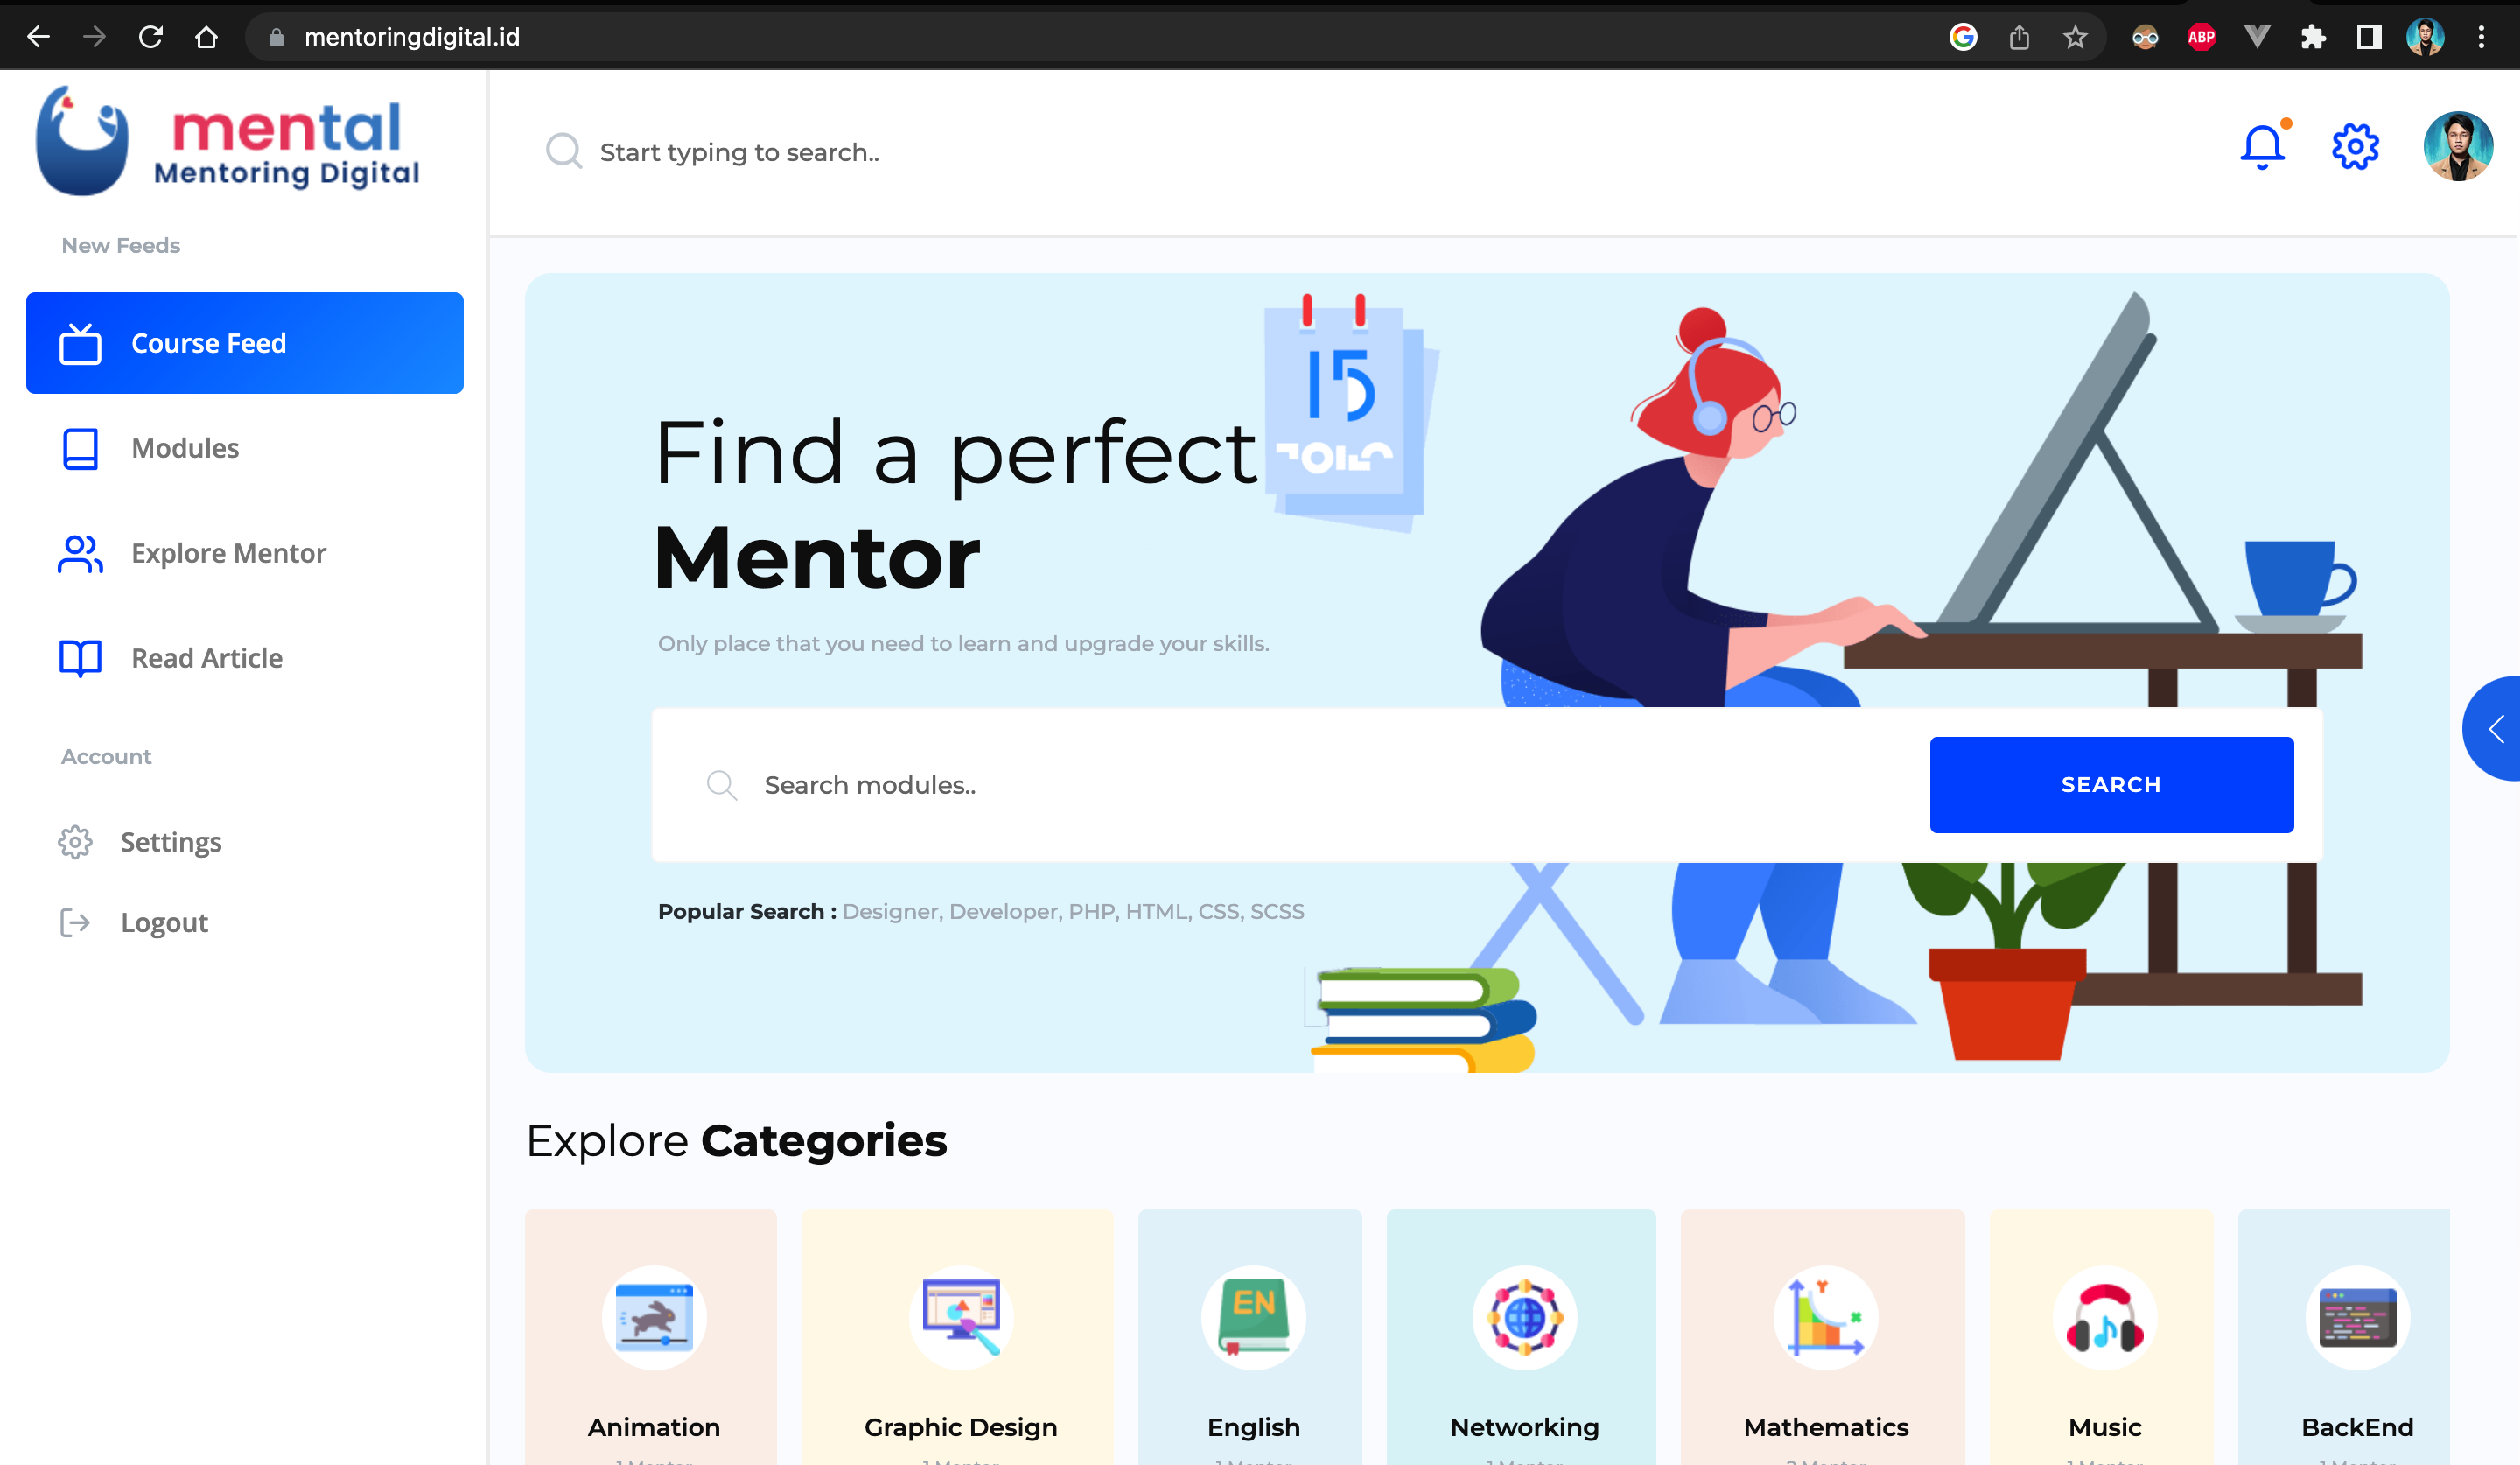 mentoringdigital.id
ABP
mental
Mentoring Digital
Start typing to search..
New Feeds
Course Feed
Modules
Explore Mentor
Read Article
Account
Settings
Logout
15
Find a perfect
Mentor
Only place that you need to learn and upgrade your skills.
Search modules..
SEARCH
Popular Search : Designer, Developer, PHP, HTML, CSS, SCSS
Explore Categories
EN
Y
X
Animation
Graphic Design
English
Networking
Mathematics
Music
BackEnd